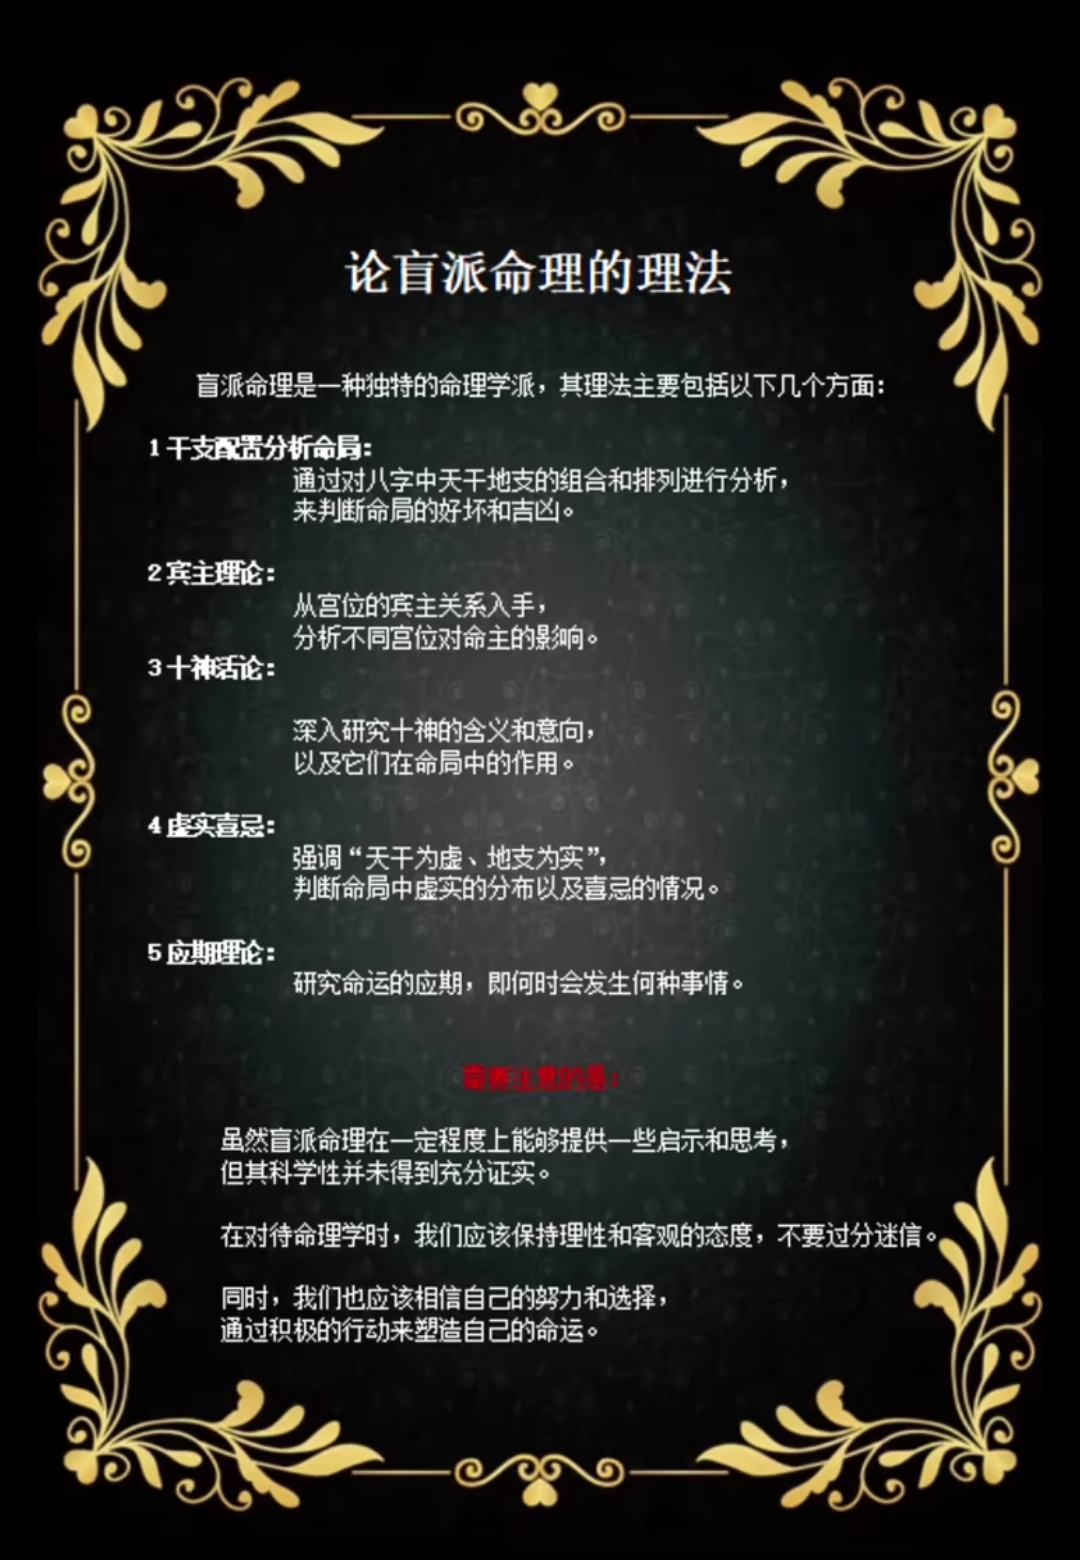 论盲派命理的理法
盲派命理是一种独特的命理学派，其理法主要包括以下几个方面：
1 干支配置分析命局：
通过对八字中天干地支的组合和排列进行分析，
来判断命局的好坏和吉凶。
2 宾主理论：
从宫位的宾主关系入手，
分析不同宫位对命主的影响。
3 十神活论：
深入研究十神的含义和意向，
以及它们在命局中的作用。
4 虚实喜忌：
强调“天干为虚、地支为实”，
判断命局中虚实的分布以及喜忌的情况。
5 应期理论：
研究命运的应期，即何时会发生何种事情。
需要注意的是：
虽然盲派命理在一定程度上能够提供一些启示和思考，
但其科学性并未得到充分证实。
在对待命理学时，我们应该保持理性和客观的态度，不要过分迷信。
同时，我们也应该相信自己的努力和选择，
通过积极的行动来塑造自己的命运。